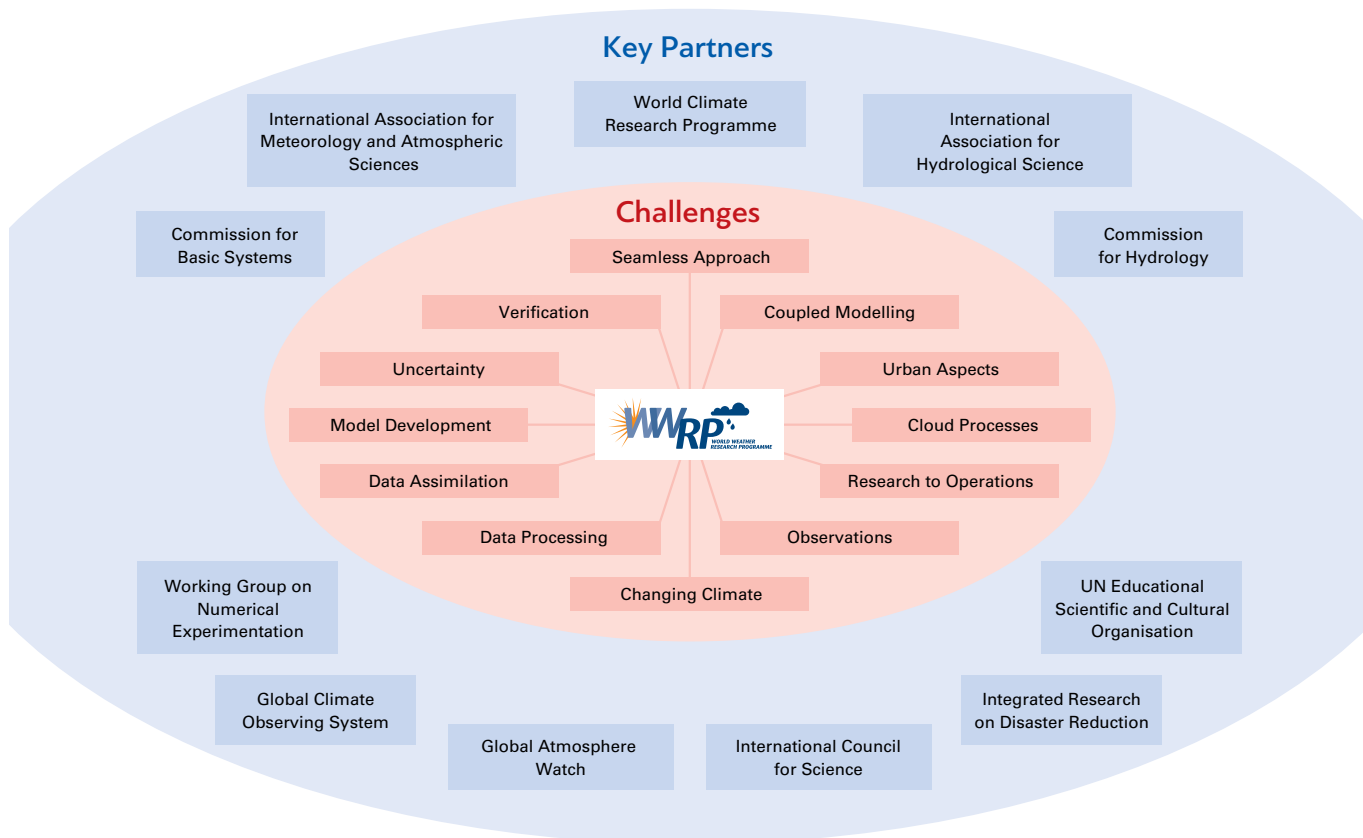 Key Partners
International Association for
Meteorology and Atmospheric
Sciences
World Climate
Research Programme
International
Association for
Hydrological Science
Commission for
Basic Systems
Commission
for Hydrology
Challenges
Seamless Approach
Verification
Coupled Modelling
Uncertainty
Urban Aspects
Model Development
WWRP
WORLD WEATHER
RESEARCH PROGRAMME
Cloud Processes
Data Assimilation
Research to Operations
Data Processing
Observations
Changing Climate
Working Group on
Numerical
Experimentation
UN Educational
Scientific and Cultural
Organisation
Global Climate
Observing System
Integrated Research
on Disaster Reduction
Global Atmosphere
Watch
International Council
for Science